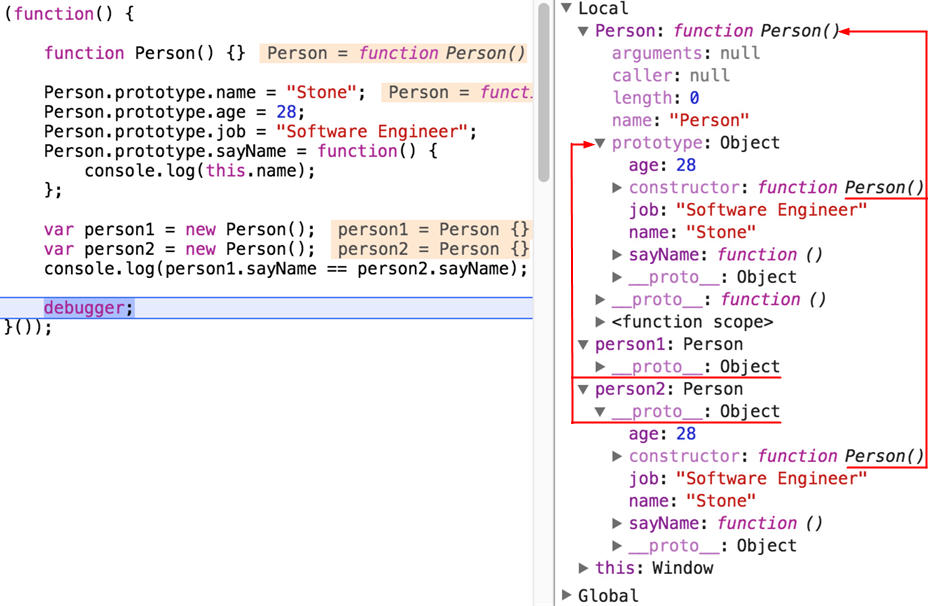 (function() {
function Person() {} Person = function Person()
Person.prototype.name = "Stone"; Person = functi
Person.prototype.age = 28;
Person.prototype.job = "Software Engineer";
Person.prototype.sayName = function() {
console.log(this.name);
};
var person1 = new Person(); person1 = Person {}
var person2 = new Person(); person2 = Person {}
console.log(person1.sayName == person2.sayName);
debugger;
}());
Local
Person: function Person()
arguments: null
caller: null
length: 0
name: "Person"
prototype: Object
age: 28
constructor: function Person()
job: "Software Engineer"
name: "Stone"
sayName: function ()
__proto__: Object
__proto__: function ()
<function scope>
person1: Person
__proto__: Object
person2: Person
__proto__: Object
age: 28
constructor: function Person()
job: "Software Engineer"
name: "Stone"
sayName: function ()
__proto__: Object
this: Window
Global